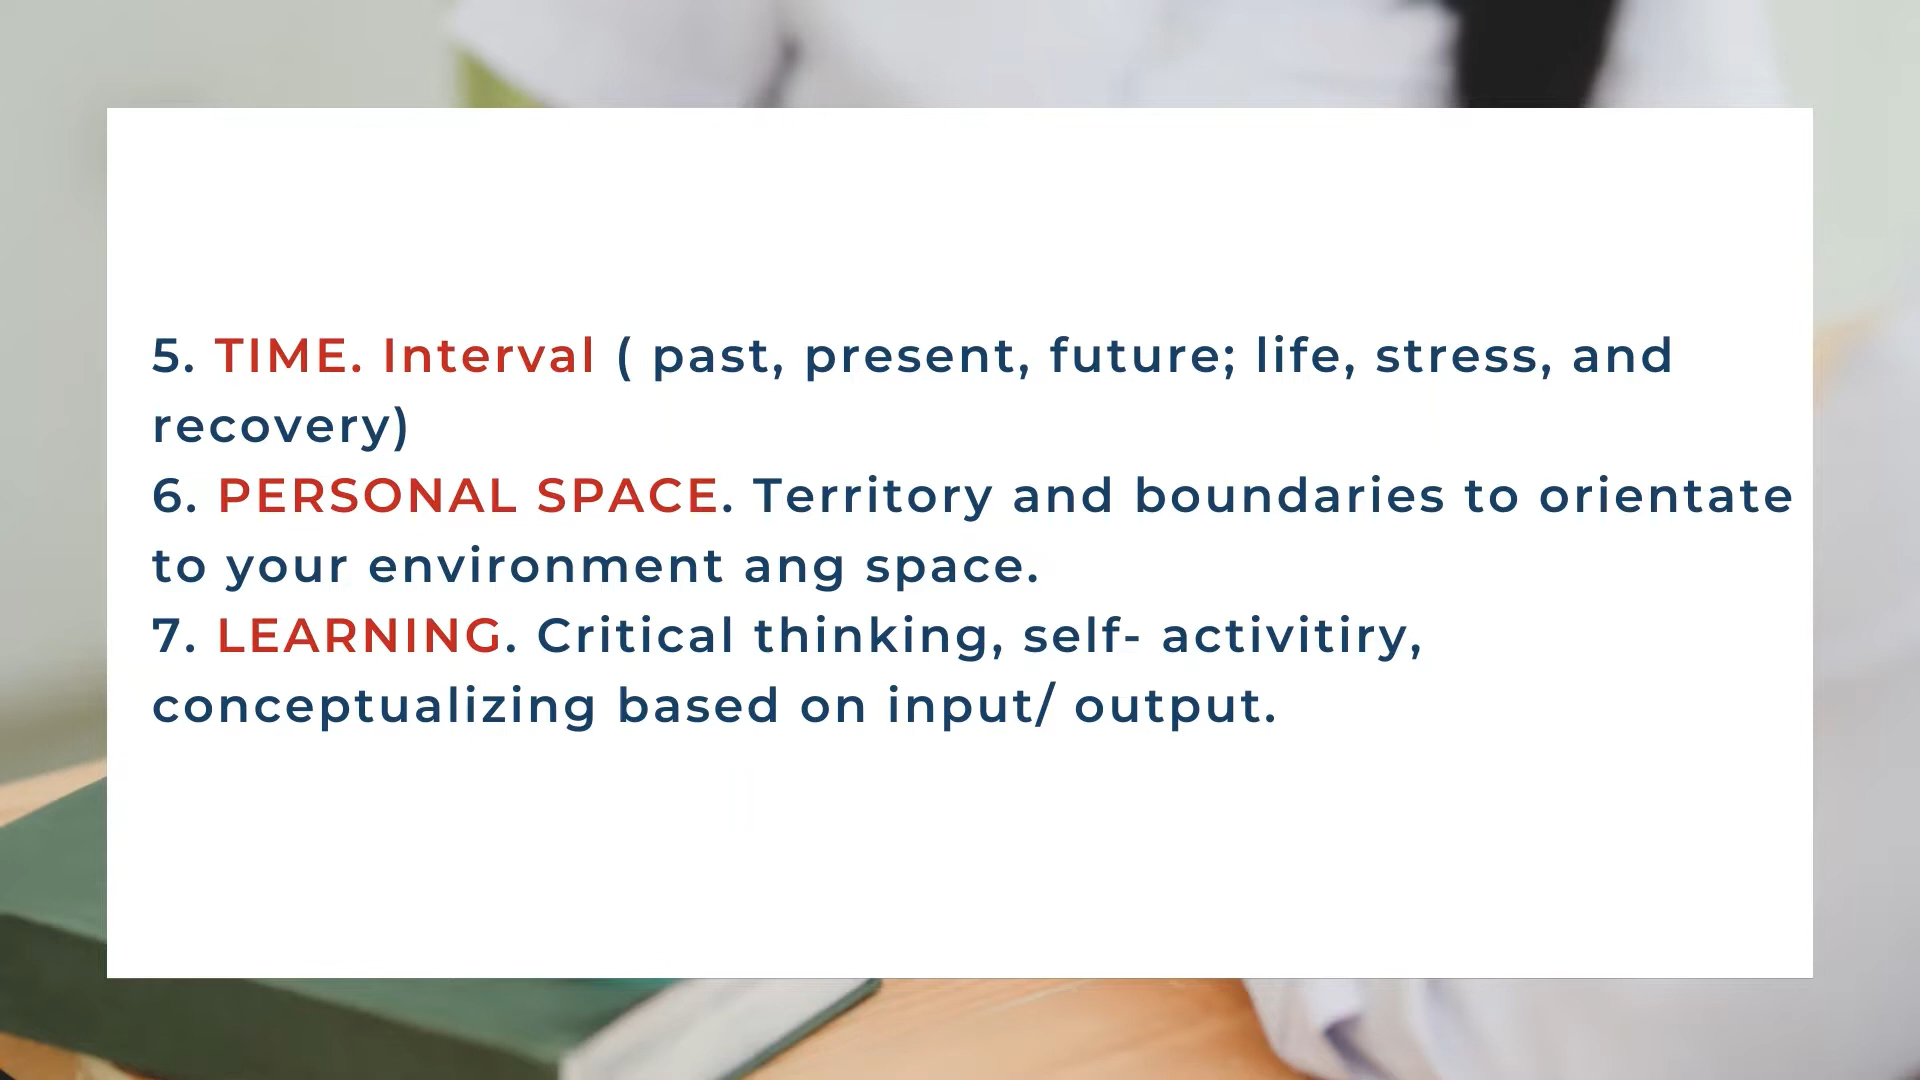 5. TIME. Interval ( past, present, future; life, stress, and
recovery)
6. PERSONAL SPACE. Territory and boundaries to orientate
to your environment ang space.
7. LEARNING. Critical thinking, self- activitiry,
conceptualizing based on input/ output.